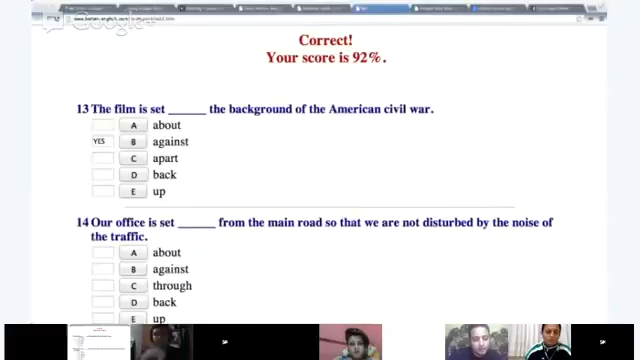 Correct!
Your score is 92%.
13 The film is set ______ the background of the American civil war.
A about
YES B against
C apart
D back
E up
14 Our office is set ______ from the main road so that we are not disturbed by the noise of
the traffic.
A about
B against
C through
D back
E up